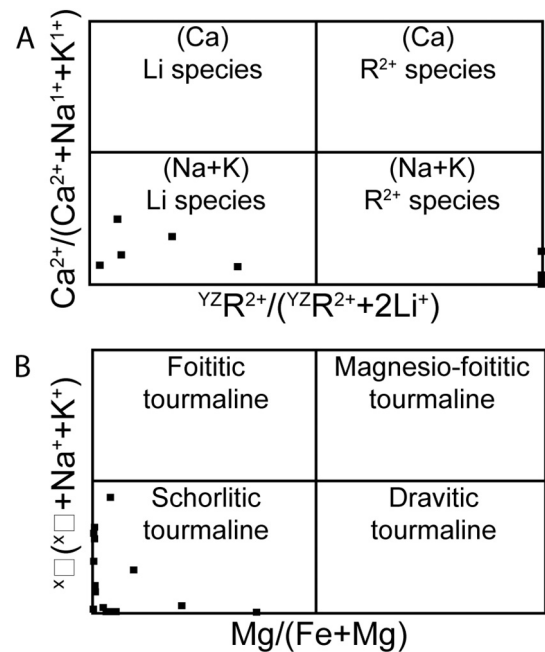 A
(Ca)
Li species
(Ca)
R²⁺ species
(Na+K)
Li species
(Na+K)
R²⁺ species
Ca²⁺/(Ca²⁺+Na¹⁺+K¹⁺)
ʸᶻR²⁺/(ʸᶻR²⁺+2Li⁺)
B
Foititic
tourmaline
Magnesio-foititic
tourmaline
Schorlitic
tourmaline
Dravitic
tourmaline
ˣ□(ˣ□+Na⁺+K⁺)
Mg/(Fe+Mg)